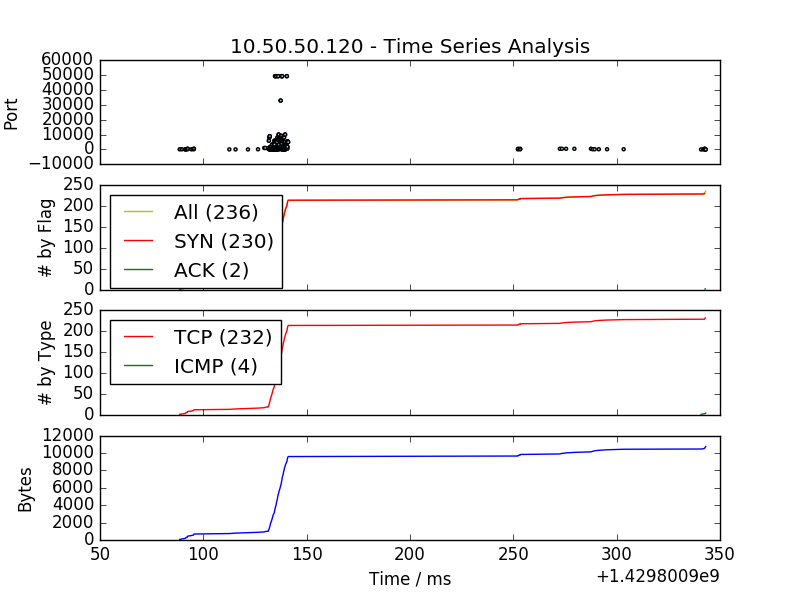 10.50.50.120 - Time Series Analysis
60000
50000
40000
30000
20000
10000
0
−10000
Port
250
200
150
100
50
0
# by Flag
All (236)
SYN (230)
ACK (2)
250
200
150
100
50
0
# by Type
TCP (232)
ICMP (4)
12000
10000
8000
6000
4000
2000
0
Bytes
50 100 150 200 250 300 350
Time / ms
+1.4298009e9